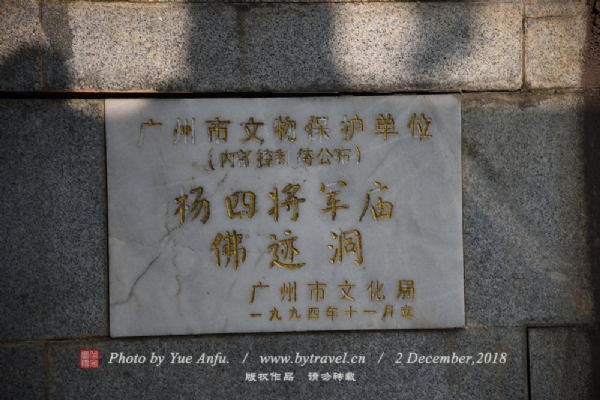 广州市文物保护单位
(内部控制 待公布)
杨四将军庙
佛迹洞
广州市文化局
一九九四年十一月立
Photo by Yue Anfu. / www.bytravel.cn / 2 December,2018
版权作品 请勿转载